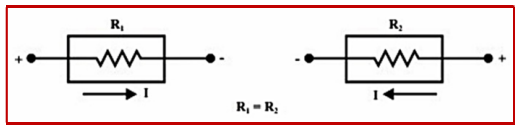 R₁ R₂
+ - - +
I I
R₁ = R₂